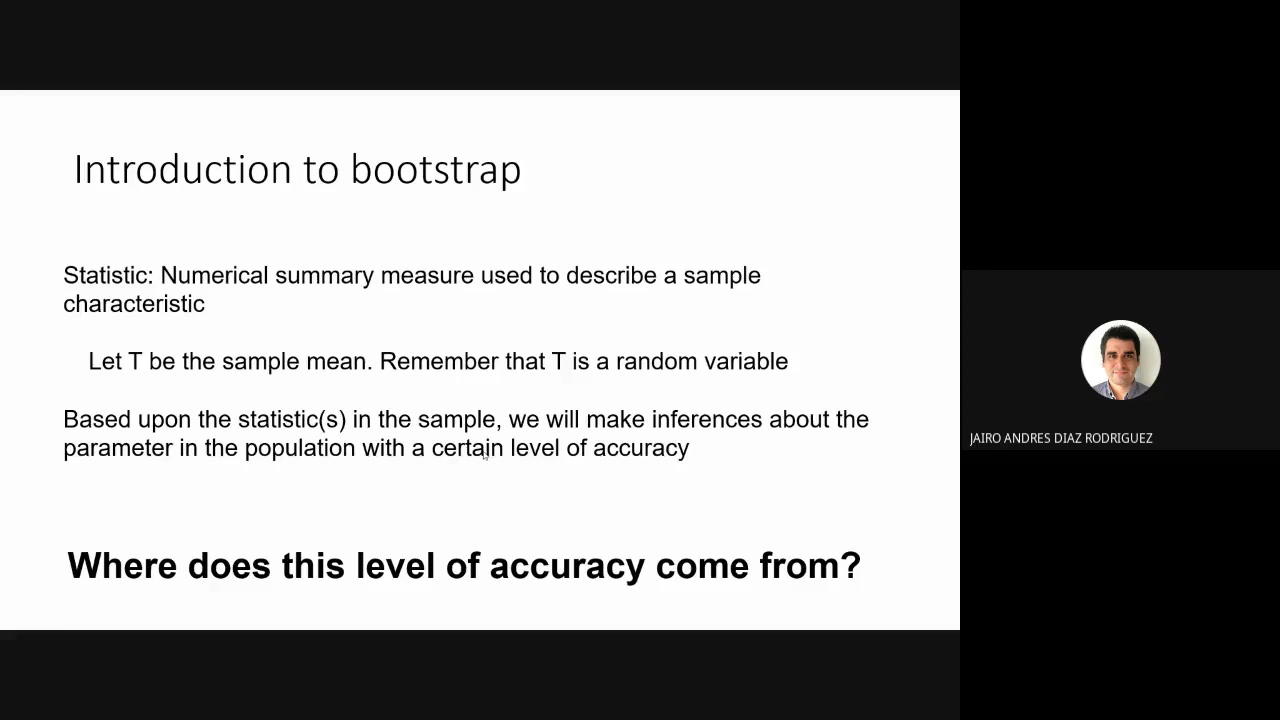 Introduction to bootstrap
Statistic: Numerical summary measure used to describe a sample
characteristic
Let T be the sample mean. Remember that T is a random variable
Based upon the statistic(s) in the sample, we will make inferences about the
parameter in the population with a certain level of accuracy
Where does this level of accuracy come from?
JAIRO ANDRES DIAZ RODRIGUEZ